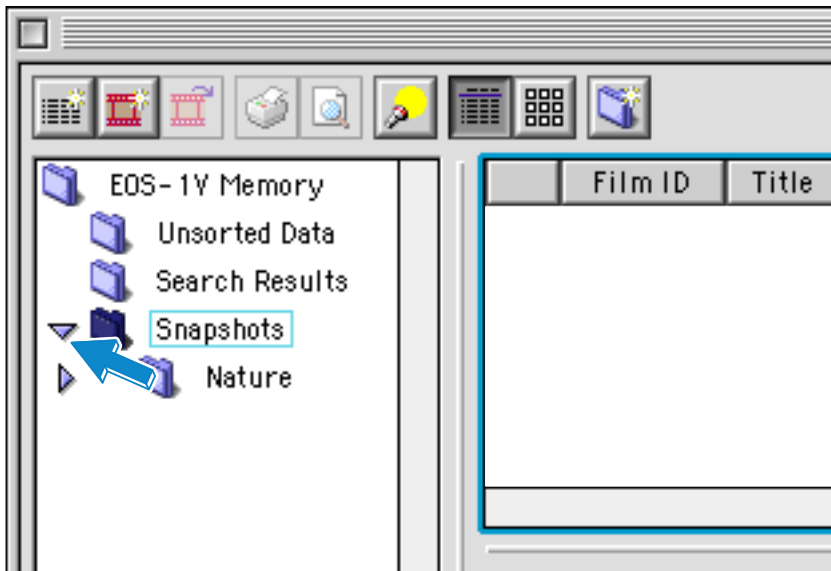 EOS-1V Memory
Unsorted Data
Search Results
Snapshots
Nature
Film ID Title